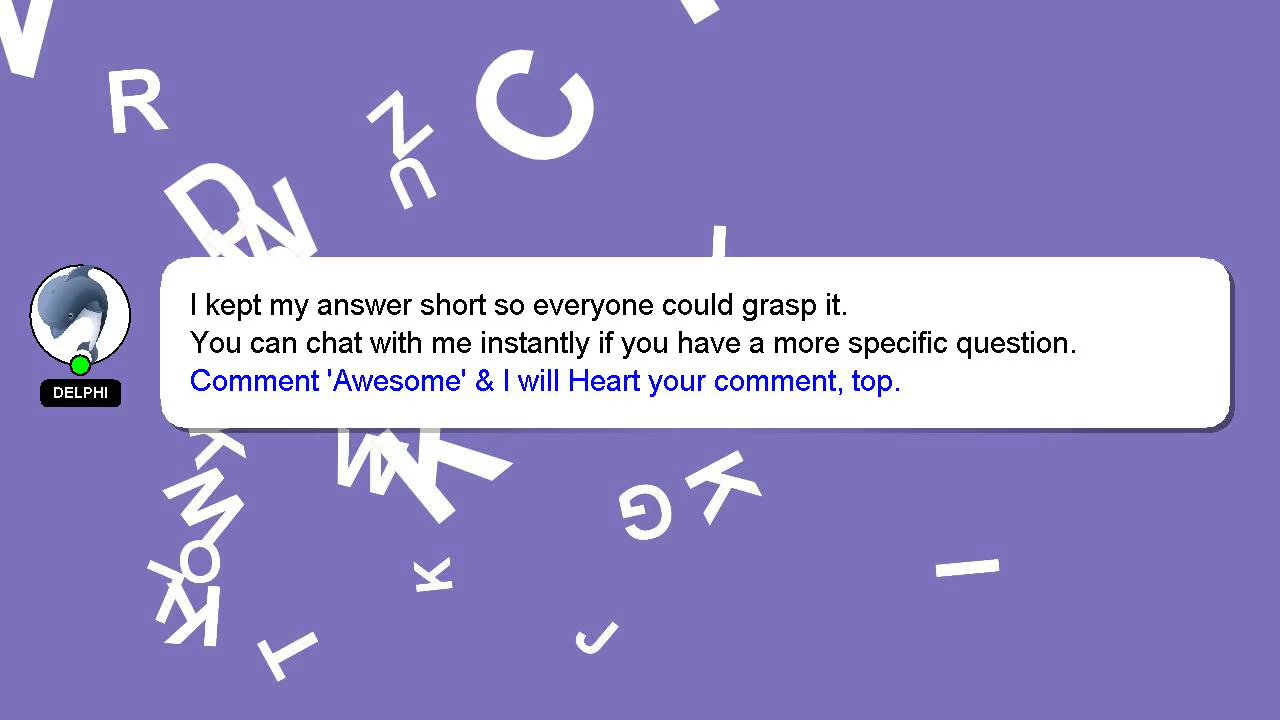 I kept my answer short so everyone could grasp it.
You can chat with me instantly if you have a more specific question.
Comment 'Awesome' & I will Heart your comment, top.
DELPHI
R
N
C
U
D
W
K
W
O
K
K
K
G
K
I
T
J